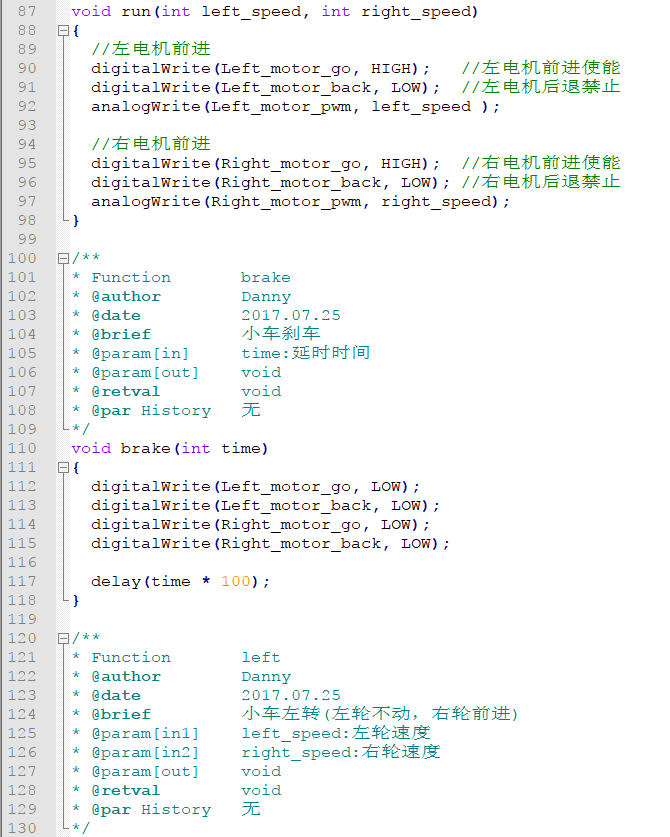 87 void run(int left_speed, int right_speed)
88 {
89 //左电机前进
90 digitalWrite(Left_motor_go, HIGH); //左电机前进使能
91 digitalWrite(Left_motor_back, LOW); //左电机后退禁止
92 analogWrite(Left_motor_pwm, left_speed );
93
94 //右电机前进
95 digitalWrite(Right_motor_go, HIGH); //右电机前进使能
96 digitalWrite(Right_motor_back, LOW); //右电机后退禁止
97 analogWrite(Right_motor_pwm, right_speed);
98 }
99
100 /**
101 * Function brake
102 * @author Danny
103 * @date 2017.07.25
104 * @brief 小车刹车
105 * @param[in] time:延时时间
106 * @param[out] void
107 * @retval void
108 * @par History 无
109 */
110 void brake(int time)
111 {
112 digitalWrite(Left_motor_go, LOW);
113 digitalWrite(Left_motor_back, LOW);
114 digitalWrite(Right_motor_go, LOW);
115 digitalWrite(Right_motor_back, LOW);
116
117 delay(time * 100);
118 }
119
120 /**
121 * Function left
122 * @author Danny
123 * @date 2017.07.25
124 * @brief 小车左转(左轮不动，右轮前进)
125 * @param[in1] left_speed:左轮速度
126 * @param[in2] right_speed:右轮速度
127 * @param[out] void
128 * @retval void
129 * @par History 无
130 */